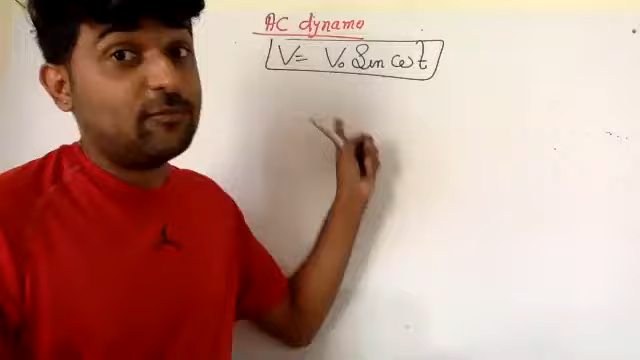 AC dynamo
V = V₀ Sin ωt